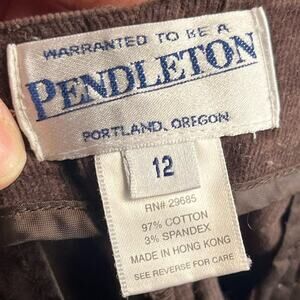 WARRANTED TO BE A
PENDLETON
PORTLAND, OREGON
12
RN# 29685
97% COTTON
3% SPANDEX
MADE IN HONG KONG
SEE REVERSE FOR CARE